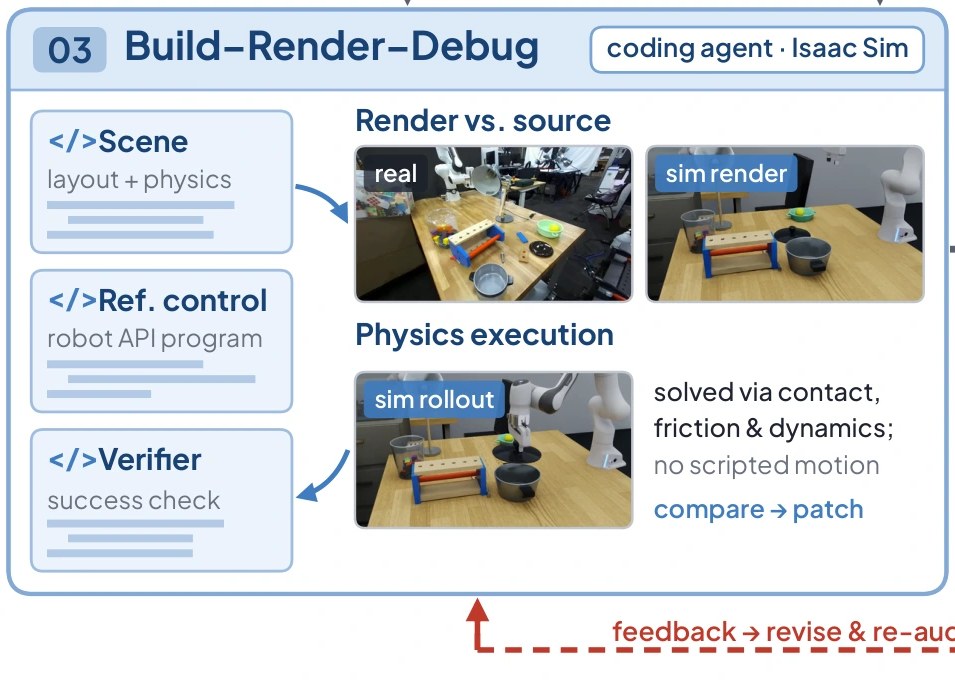 03 Build–Render–Debug
coding agent · Isaac Sim
</>Scene
layout + physics
</>Ref. control
robot API program
</>Verifier
success check
Render vs. source
real
sim render
Physics execution
sim rollout
solved via contact,
friction & dynamics;
no scripted motion
compare → patch
feedback → revise &